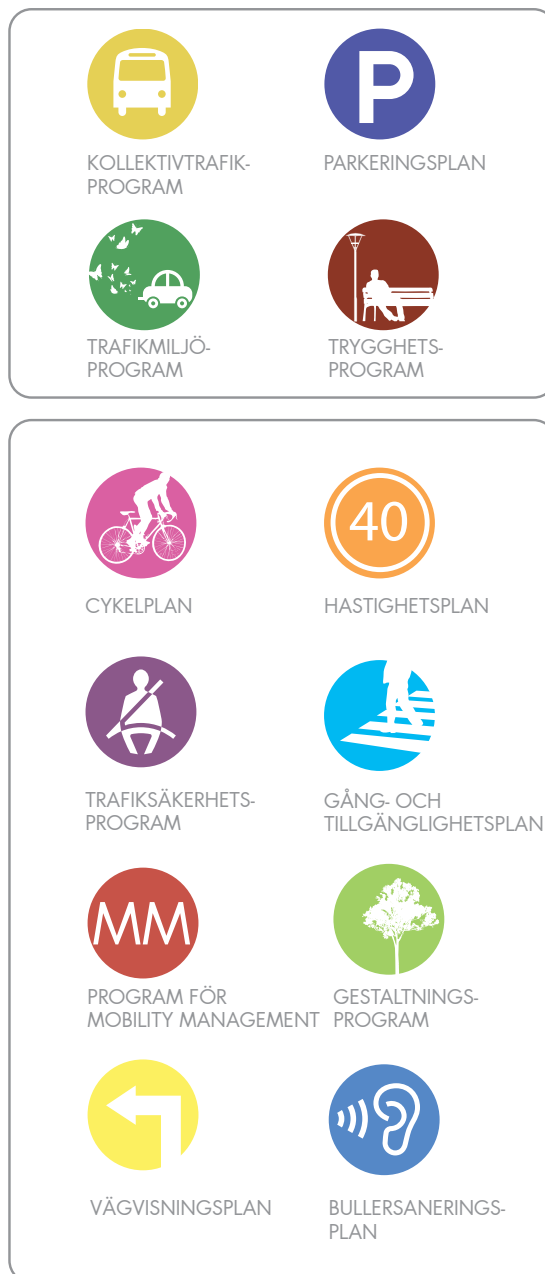 P
KOLLEKTIVTRAFIK-
PROGRAM
PARKERINGSPLAN
TRAFIKMILJÖ-
PROGRAM
TRYGGHETS-
PROGRAM
40
CYKELPLAN
HASTIGHETSPLAN
TRAFIKSÄKERHETS-
PROGRAM
GÅNG- OCH
TILLGÄNGLIGHETSPLAN
MM
PROGRAM FÖR
MOBILITY MANAGEMENT
GESTALTNINGS-
PROGRAM
VÄGVISNINGSPLAN
BULLERSANERINGS-
PLAN